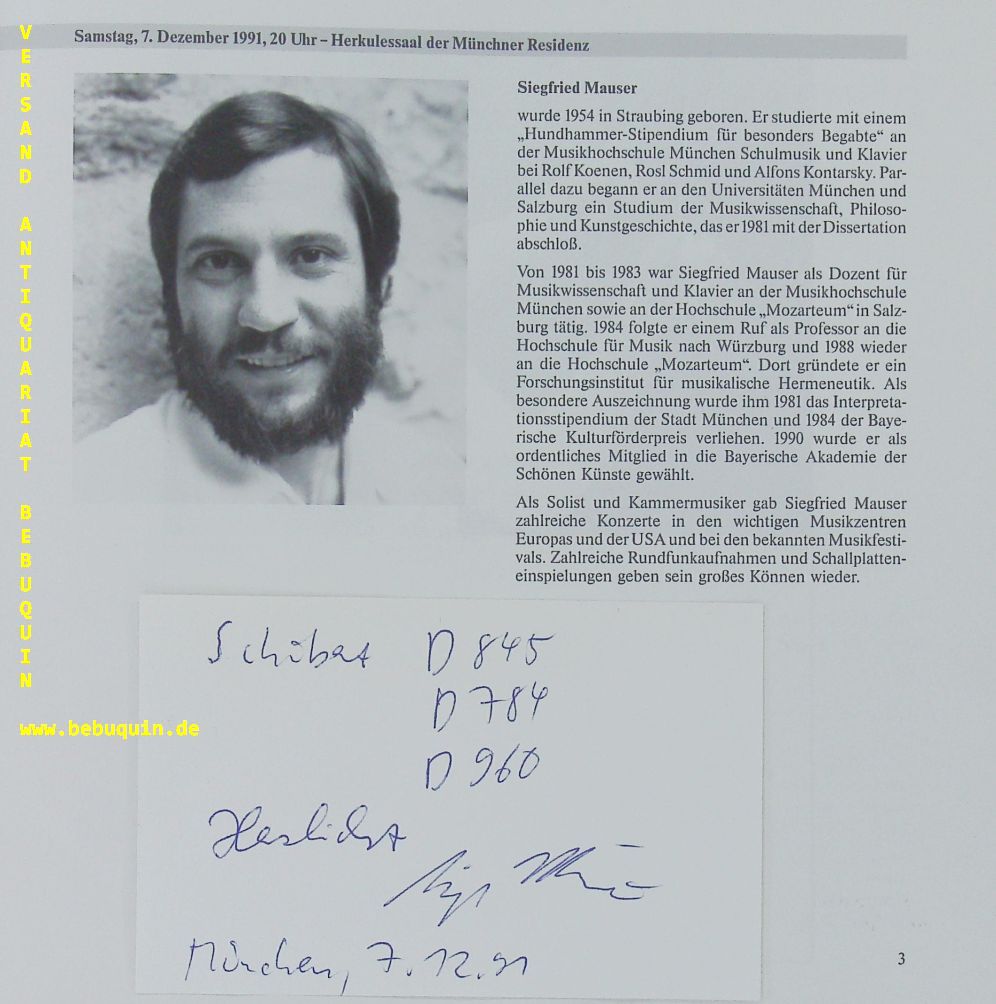 Samstag, 7. Dezember 1991, 20 Uhr – Herkulessaal der Münchner Residenz
Siegfried Mauser
wurde 1954 in Straubing geboren. Er studierte mit einem
„Hundhammer-Stipendium für besonders Begabte“ an
der Musikhochschule München Schulmusik und Klavier
bei Rolf Koenen, Rosl Schmid und Alfons Kontarsky. Par-
allel dazu begann er an den Universitäten München und
Salzburg ein Studium der Musikwissenschaft, Philoso-
phie und Kunstgeschichte, das er 1981 mit der Dissertation
abschloß.
Von 1981 bis 1983 war Siegfried Mauser als Dozent für
Musikwissenschaft und Klavier an der Musikhochschule
München sowie an der Hochschule „Mozarteum“ in Salz-
burg tätig. 1984 folgte er einem Ruf als Professor an die
Hochschule für Musik nach Würzburg und 1988 wieder
an die Hochschule „Mozarteum“. Dort gründete er ein
Forschungsinstitut für musikalische Hermeneutik. Als
besondere Auszeichnung wurde ihm 1981 das Interpreta-
tionsstipendium der Stadt München und 1984 der Baye-
rische Kulturförderpreis verliehen. 1990 wurde er als
ordentliches Mitglied in die Bayerische Akademie der
Schönen Künste gewählt.
Als Solist und Kammermusiker gab Siegfried Mauser
zahlreiche Konzerte in den wichtigen Musikzentren
Europas und der USA und bei den bekannten Musikfesti-
vals. Zahlreiche Rundfunkaufnahmen und Schallplatten-
einspielungen geben sein großes Können wieder.
Schubert D 845
D 784
D 960
Herzlichst
München, 7.12.91
3
VERSAND ANTIQUARIAT BEBUQUIN
www.bebuquin.de